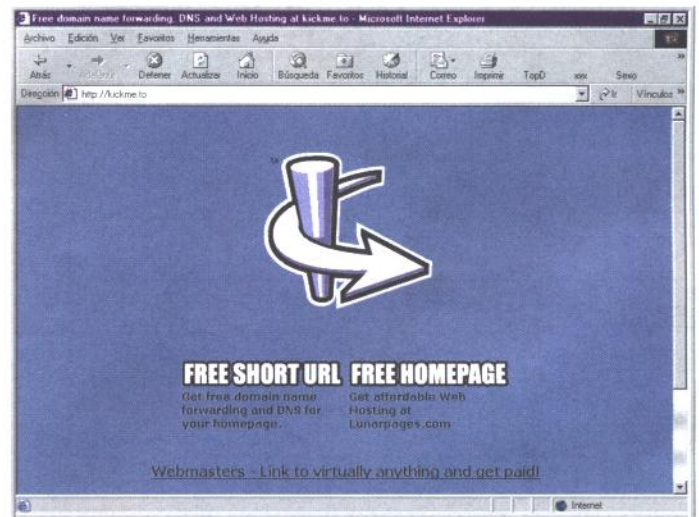 Free domain name forwarding, DNS and Web Hosting at kickme.to - Microsoft Internet Explorer
Archivo Edición Ver Favoritos Herramientas Ayuda
Atrás Adelante Detener Actualizar Inicio Búsqueda Favoritos Historial Correo Imprimir TopD xxx Sexo
Dirección http://kickme.to Ir Vínculos
FREE SHORT URL FREE HOMEPAGE
Get free domain name Get affordable Web
forwarding and DNS for Hosting at
your homepage. Lunarpages.com
Webmasters - Link to virtually anything and get paid!
Internet